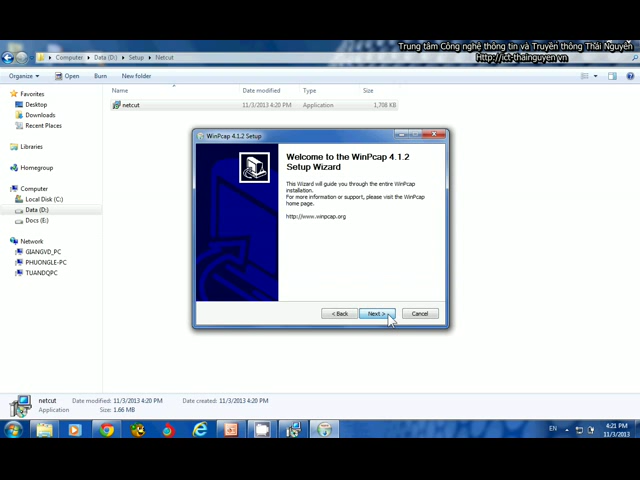 Trung tâm Công nghệ thông tin và Truyền thông Thái Nguyên
Http://ict-thainguyen.vn
Computer ▸ Data (D:) ▸ Setup ▸ Netcut
Organize ▾ Open Burn New folder
Name Date modified Type Size
netcut 11/3/2013 4:20 PM Application 1,708 KB
Favorites
Desktop
Downloads
Recent Places
Libraries
Homegroup
Computer
Local Disk (C:)
Data (D:)
Docs (E:)
Network
GIANGVD_PC
PHUONGLE-PC
TUANDQPC
WinPcap 4.1.2 Setup
Welcome to the WinPcap 4.1.2
Setup Wizard
This Wizard will guide you through the entire WinPcap
installation.
For more information or support, please visit the WinPcap
home page.
http://www.winpcap.org
< Back Next > Cancel
netcut Date modified: 11/3/2013 4:20 PM Date created: 11/3/2013 4:20 PM
Application Size: 1.66 MB
EN 4:21 PM
11/3/2013